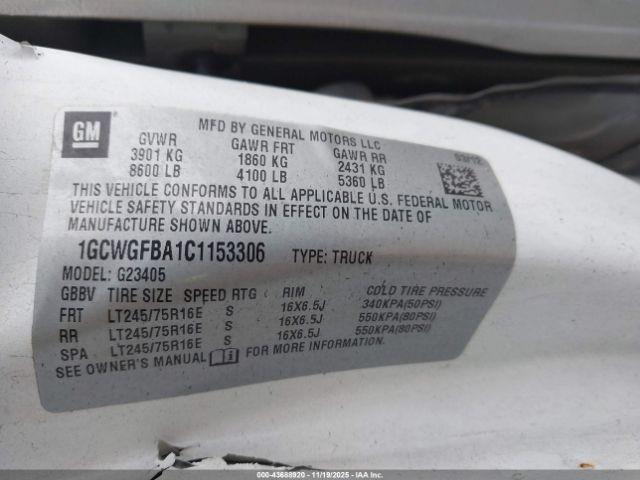 GM
MFD BY GENERAL MOTORS LLC
03/12
GVWR GAWR FRT GAWR RR
3901 KG 1860 KG 2431 KG
8600 LB 4100 LB 5360 LB
THIS VEHICLE CONFORMS TO ALL APPLICABLE U.S. FEDERAL MOTOR
VEHICLE SAFETY STANDARDS IN EFFECT ON THE DATE OF
MANUFACTURE SHOWN ABOVE.
1GCWGFBA1C1153306 TYPE: TRUCK
MODEL: G23405
GBBV TIRE SIZE SPEED RTG RIM COLD TIRE PRESSURE
FRT LT245/75R16E S 16X6.5J 340KPA(50PSI)
RR LT245/75R16E S 16X6.5J 550KPA(80PSI)
SPA LT245/75R16E S 16X6.5J 550KPA(80PSI)
SEE OWNER'S MANUAL FOR MORE INFORMATION.
000-43688920 - 11/19/2025 - IAAI.COM